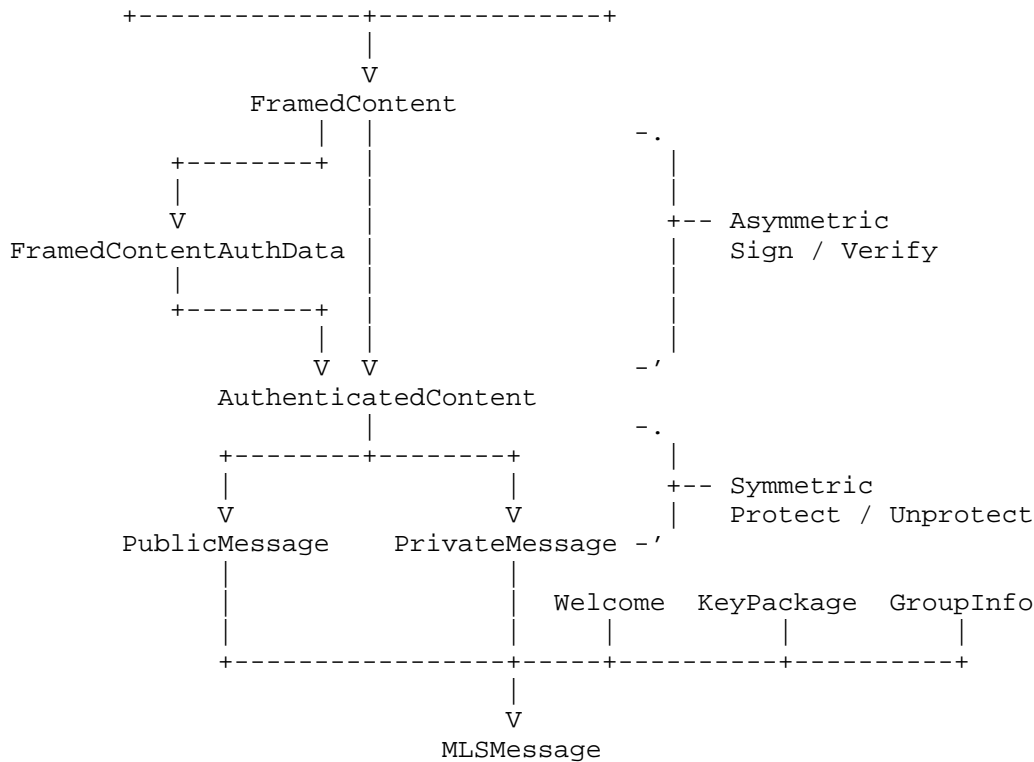 FramedContent
Asymmetric
FramedContentAuthData
Sign / Verify
AuthenticatedContent
Symmetric
Protect / Unprotect
PublicMessage PrivateMessage
Welcome KeyPackage GroupInfo
MLSMessage